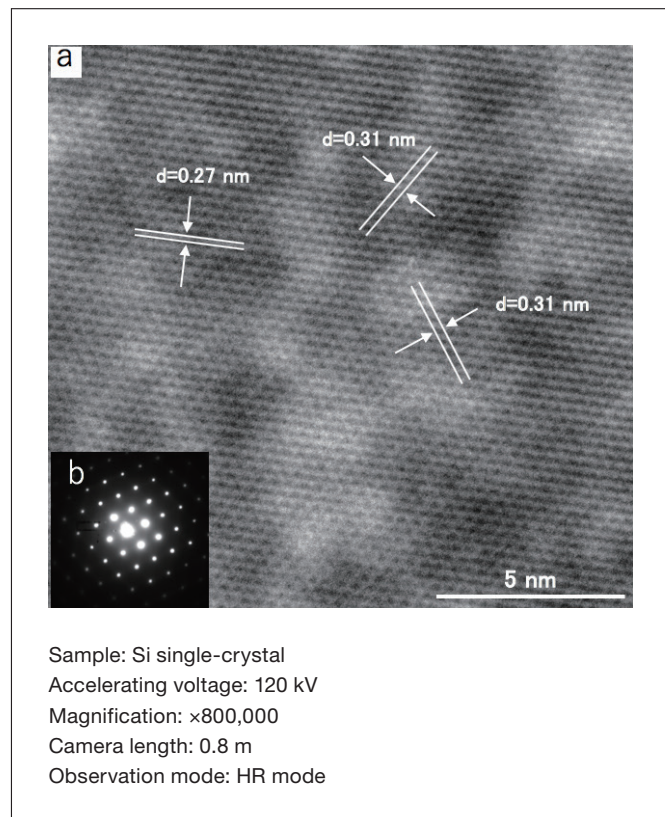 a
d=0.31 nm
d=0.27 nm
d=0.31 nm
b
5 nm
Sample: Si single-crystal
Accelerating voltage: 120 kV
Magnification: ×800,000
Camera length: 0.8 m
Observation mode: HR mode